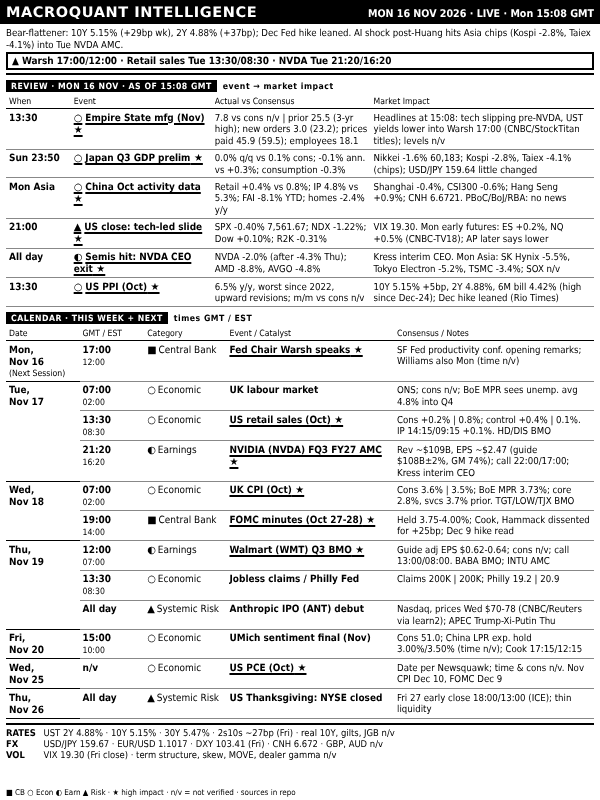 MACROQUANT INTELLIGENCE MON 16 NOV 2026 · LIVE · Mon 15:08 GMT
Bear-flattener: 10Y 5.15% (+29bp wk), 2Y 4.88% (+37bp); Dec Fed hike leaned. AI shock post-Huang hits Asia chips (Kospi -2.8%, Taiex
-4.1%) into Tue NVDA AMC.
▲ Warsh 17:00/12:00 · Retail sales Tue 13:30/08:30 · NVDA Tue 21:20/16:20
REVIEW · MON 16 NOV · AS OF 15:08 GMT event → market impact
When Event Actual vs Consensus Market Impact
13:30 ○ Empire State mfg (Nov) 7.8 vs cons n/v | prior 25.5 (3-yr Headlines at 15:08: tech slipping pre-NVDA, UST
★ high); new orders 3.0 (23.2); prices yields lower into Warsh 17:00 (CNBC/StockTitan
paid 45.9 (59.5); employees 18.1 titles); levels n/v
Sun 23:50 ○ Japan Q3 GDP prelim ★ 0.0% q/q vs 0.1% cons; -0.1% ann. Nikkei -1.6% 60,183; Kospi -2.8%, Taiex -4.1%
vs +0.3%; consumption -0.3% (chips); USD/JPY 159.64 little changed
Mon Asia ○ China Oct activity data Retail +0.4% vs 0.8%; IP 4.8% vs Shanghai -0.4%, CSI300 -0.6%; Hang Seng
★ 5.3%; FAI -8.1% YTD; homes -2.4% +0.9%; CNH 6.6721. PBoC/BoJ/RBA: no news
y/y
21:00 ▲ US close: tech-led slide SPX -0.40% 7,561.67; NDX -1.22%; VIX 19.30. Mon early futures: ES +0.2%, NQ
★ Dow +0.10%; R2K -0.31% +0.5% (CNBC-TV18); AP later says lower
All day ◐ Semis hit: NVDA CEO NVDA -2.0% (after -4.3% Thu); Kress interim CEO. Mon Asia: SK Hynix -5.5%,
exit ★ AMD -8.8%, AVGO -4.8% Tokyo Electron -5.2%, TSMC -3.4%; SOX n/v
13:30 ○ US PPI (Oct) ★ 6.5% y/y, worst since 2022, 10Y 5.15% +5bp, 2Y 4.88%, 6M bill 4.42% (high
upward revisions; m/m vs cons n/v since Dec-24); Dec hike leaned (Rio Times)
CALENDAR · THIS WEEK + NEXT times GMT / EST
Date GMT / EST Category Event / Catalyst Consensus / Notes
Mon, 17:00 ■ Central Bank Fed Chair Warsh speaks ★ SF Fed productivity conf. opening remarks;
Nov 16 12:00 Williams also Mon (time n/v)
(Next Session)
Tue, 07:00 ○ Economic UK labour market ONS; cons n/v; BoE MPR sees unemp. avg
Nov 17 02:00 4.8% into Q4
13:30 ○ Economic US retail sales (Oct) ★ Cons +0.2% | 0.8%; control +0.4% | 0.1%.
08:30 IP 14:15/09:15 +0.1%. HD/DIS BMO
21:20 ◐ Earnings NVIDIA (NVDA) FQ3 FY27 AMC Rev ~$109B, EPS ~$2.47 (guide
16:20 ★ $108B±2%, GM 74%); call 22:00/17:00;
Kress interim CEO
Wed, 07:00 ○ Economic UK CPI (Oct) ★ Cons 3.6% | 3.5%; BoE MPR 3.73%; core
Nov 18 02:00 2.8%, svcs 3.7% prior. TGT/LOW/TJX BMO
19:00 ■ Central Bank FOMC minutes (Oct 27-28) ★ Held 3.75-4.00%; Cook, Hammack dissented
14:00 for +25bp; Dec 9 hike read
Thu, 12:00 ◐ Earnings Walmart (WMT) Q3 BMO ★ Guide adj EPS $0.62-0.64; cons n/v; call
Nov 19 07:00 13:00/08:00. BABA BMO; INTU AMC
13:30 ○ Economic Jobless claims / Philly Fed Claims 200K | 200K; Philly 19.2 | 20.9
08:30
All day ▲ Systemic Risk Anthropic IPO (ANT) debut Nasdaq, prices Wed $70-78 (CNBC/Reuters
via learn2); APEC Trump-Xi-Putin Thu
Fri, 15:00 ○ Economic UMich sentiment final (Nov) Cons 51.0; China LPR exp. hold
Nov 20 10:00 3.00%/3.50% (time n/v); Cook 17:15/12:15
Wed, n/v ○ Economic US PCE (Oct) ★ Date per Newsquawk; time & cons n/v. Nov
Nov 25 CPI Dec 10, FOMC Dec 9
Thu, All day ▲ Systemic Risk US Thanksgiving: NYSE closed Fri 27 early close 18:00/13:00 (ICE); thin
Nov 26 liquidity
RATES UST 2Y 4.88% · 10Y 5.15% · 30Y 5.47% · 2s10s ~27bp (Fri) · real 10Y, gilts, JGB n/v
FX USD/JPY 159.67 · EUR/USD 1.1017 · DXY 103.41 (Fri) · CNH 6.672 · GBP, AUD n/v
VOL VIX 19.30 (Fri close) · term structure, skew, MOVE, dealer gamma n/v
■ CB ○ Econ ◐ Earn ▲ Risk · ★ high impact · n/v = not verified · sources in repo